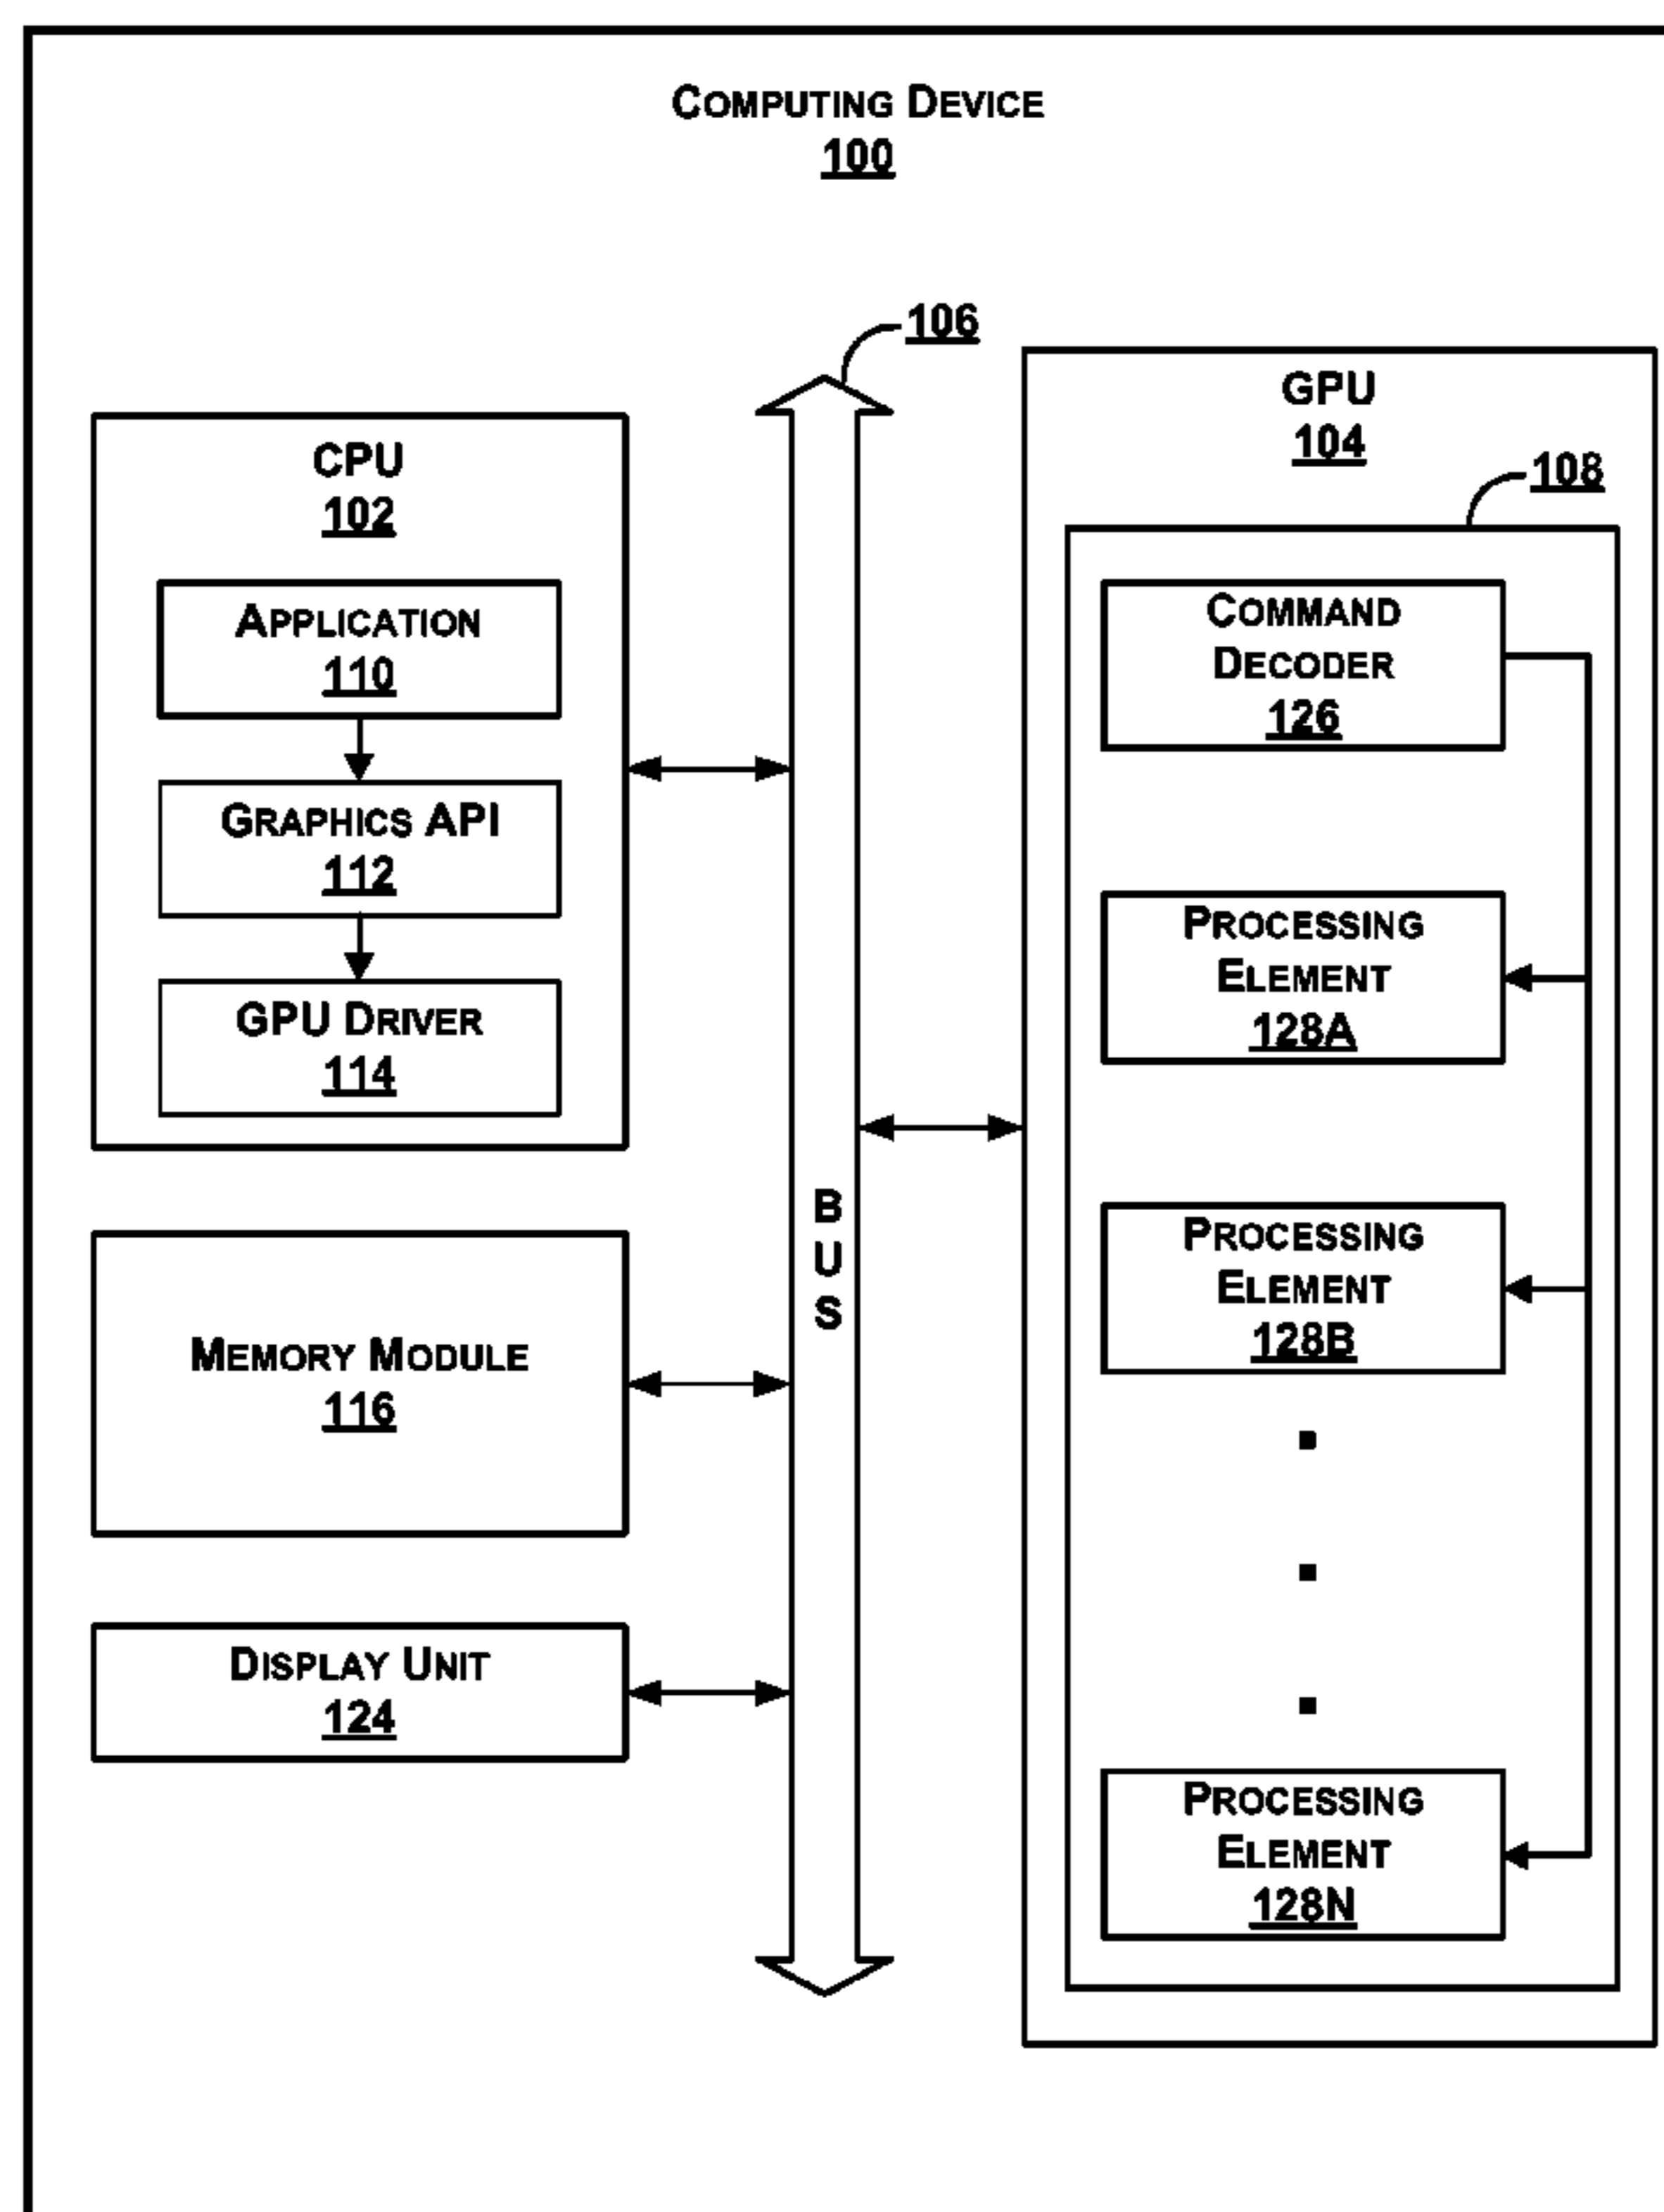 COMPUTING DEVICE
100
106
CPU
102
APPLICATION
110
GRAPHICS API
112
GPU DRIVER
114
MEMORY MODULE
116
DISPLAY UNIT
124
B
U
S
GPU
104
108
COMMAND
DECODER
126
PROCESSING
ELEMENT
128A
PROCESSING
ELEMENT
128B
PROCESSING
ELEMENT
128N